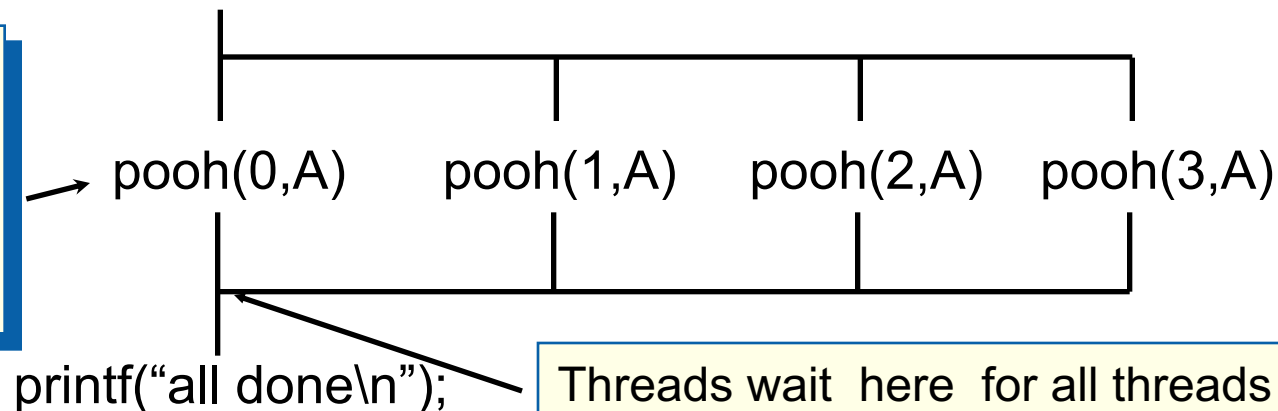 pooh(0,A) pooh(1,A) pooh(2,A) pooh(3,A)
printf(“all done\n”);
Threads wait here for all threads